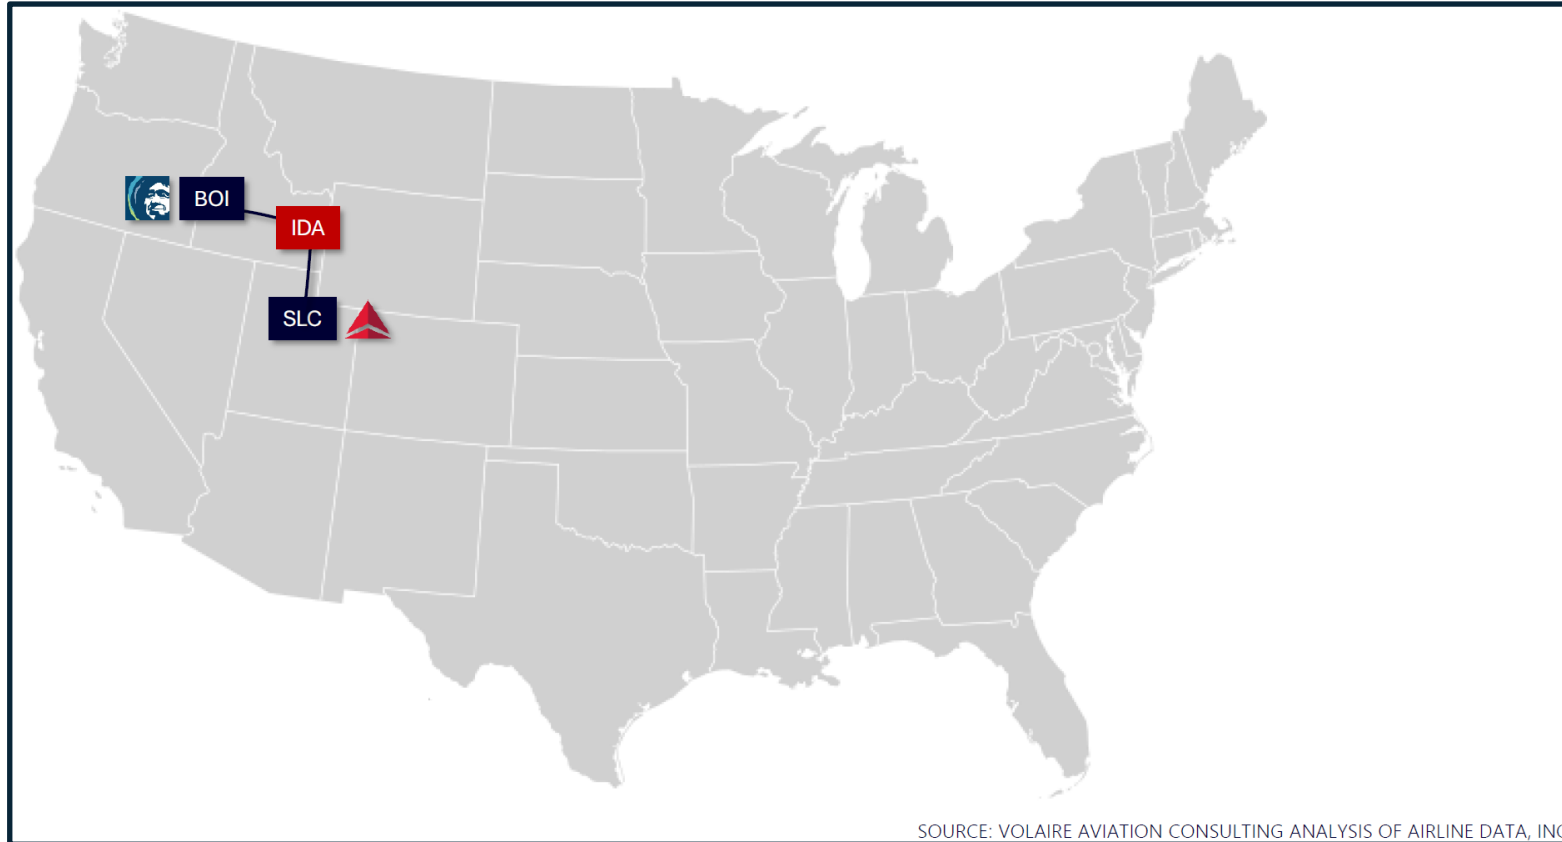 BOI
IDA
SLC
SOURCE: VOLAIRE AVIATION CONSULTING ANALYSIS OF AIRLINE DATA, INC